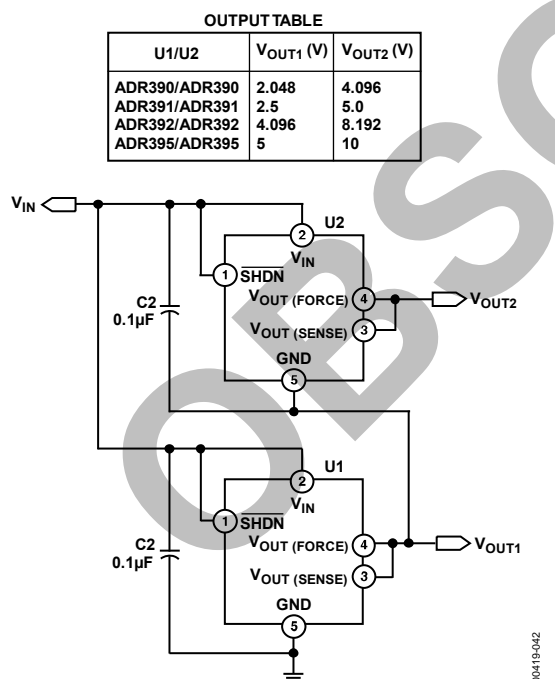 OUTPUT TABLE
U1/U2 VOUT1 (V) VOUT2 (V)
ADR390/ADR390 2.048 4.096
ADR391/ADR391 2.5 5.0
ADR392/ADR392 4.096 8.192
ADR395/ADR395 5 10
VIN
U2
2
VIN
1 SHDN
C2
0.1µF
VOUT (FORCE) 4
VOUT2
VOUT (SENSE) 3
GND
5
U1
2
VIN
1 SHDN
C2
0.1µF
VOUT (FORCE) 4
VOUT1
VOUT (SENSE) 3
GND
5
00419-042
OBSO